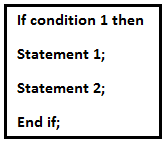 If condition 1 then
Statement 1;
Statement 2;
End if;